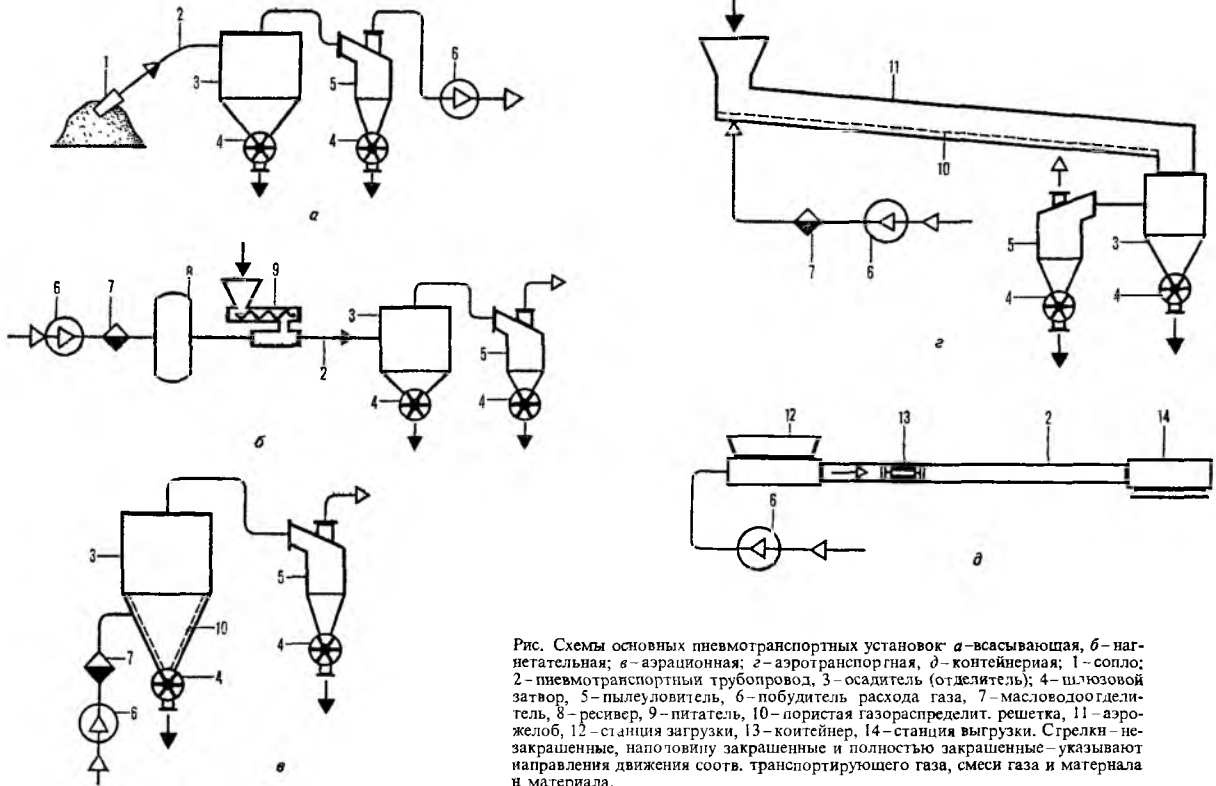 1
2
3
4
5
4
6
а
6
7
8
9
2
3
4
5
4
б
3
10
7
4
6
5
4
в
11
10
7
6
5
4
3
4
г
12
13
2
14
6
д
Рис. Схемы основных пневмотранспортных установок· а-всасывающая, б-наг-
нетательная; в-аэрационная; г-аэротранспортная, д-контейнерная; 1-сопло;
2-пневмотранспортный трубопровод, 3-осадитель (отделитель); 4-шлюзовой
затвор, 5-пылеуловитель, 6-побудитель расхода газа, 7-масловодоотдели-
тель, 8-ресивер, 9-питатель, 10-пористая газораспределит. решетка, 11-аэро-
желоб, 12-станция загрузки, 13-контейнер, 14-станция выгрузки. Стрелки-не-
закрашенные, наполовину закрашенные и полностью закрашенные-указывают
направления движения соотв. транспортирующего газа, смеси газа и материала
и материала.